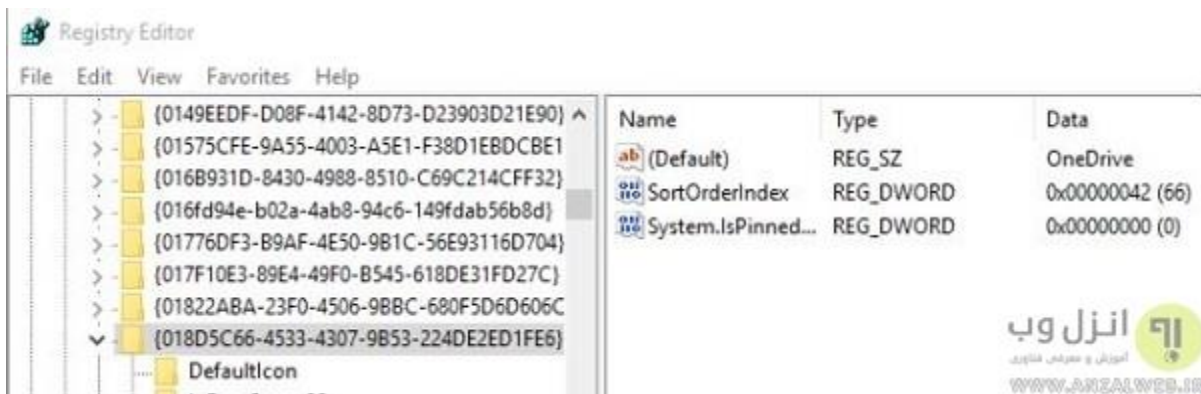 Registry Editor
File Edit View Favorites Help
{0149EEDF-D08F-4142-8D73-D23903D21E90}
{01575CFE-9A55-4003-A5E1-F38D1EBDCBE1
{016B931D-8430-4988-8510-C69C214CFF32}
{016fd94e-b02a-4ab8-94c6-149fdab56b8d}
{01776DF3-B9AF-4E50-9B1C-56E93116D704}
{017F10E3-89E4-49F0-B545-618DE31FD27C}
{01822ABA-23F0-4506-9BBC-680F5D6D606C
{018D5C66-4533-4307-9B53-224DE2ED1FE6}
DefaultIcon
Name Type Data
(Default) REG_SZ OneDrive
SortOrderIndex REG_DWORD 0x00000042 (66)
System.IsPinned... REG_DWORD 0x00000000 (0)
انزل وب
آموزش و معرفی فناوری
WWW.ANZALWEB.IR